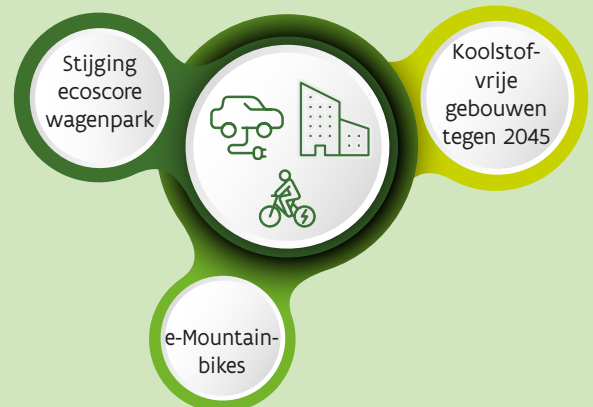 Stijging
ecoscore
wagenpark
Koolstof-
vrije
gebouwen
tegen 2045
e-Mountain-
bikes